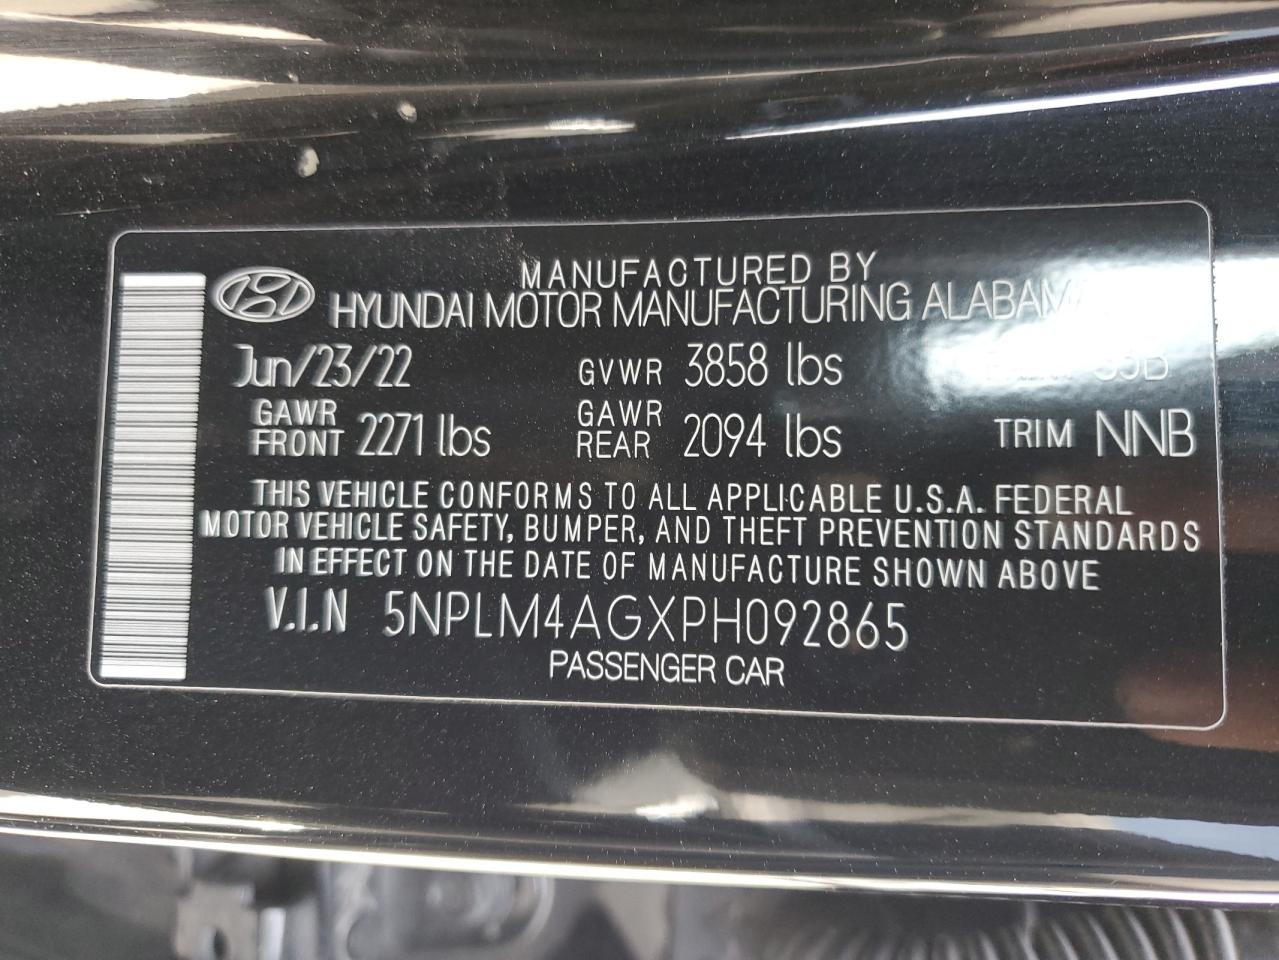 MANUFACTURED BY
HYUNDAI MOTOR MANUFACTURING ALABAMA
Jun/23/22 GVWR 3858 lbs
GAWR FRONT 2271 lbs GAWR REAR 2094 lbs TRIM NNB
THIS VEHICLE CONFORMS TO ALL APPLICABLE U.S.A. FEDERAL
MOTOR VEHICLE SAFETY, BUMPER, AND THEFT PREVENTION STANDARDS
IN EFFECT ON THE DATE OF MANUFACTURE SHOWN ABOVE
V.I.N 5NPLM4AGXPH092865
PASSENGER CAR